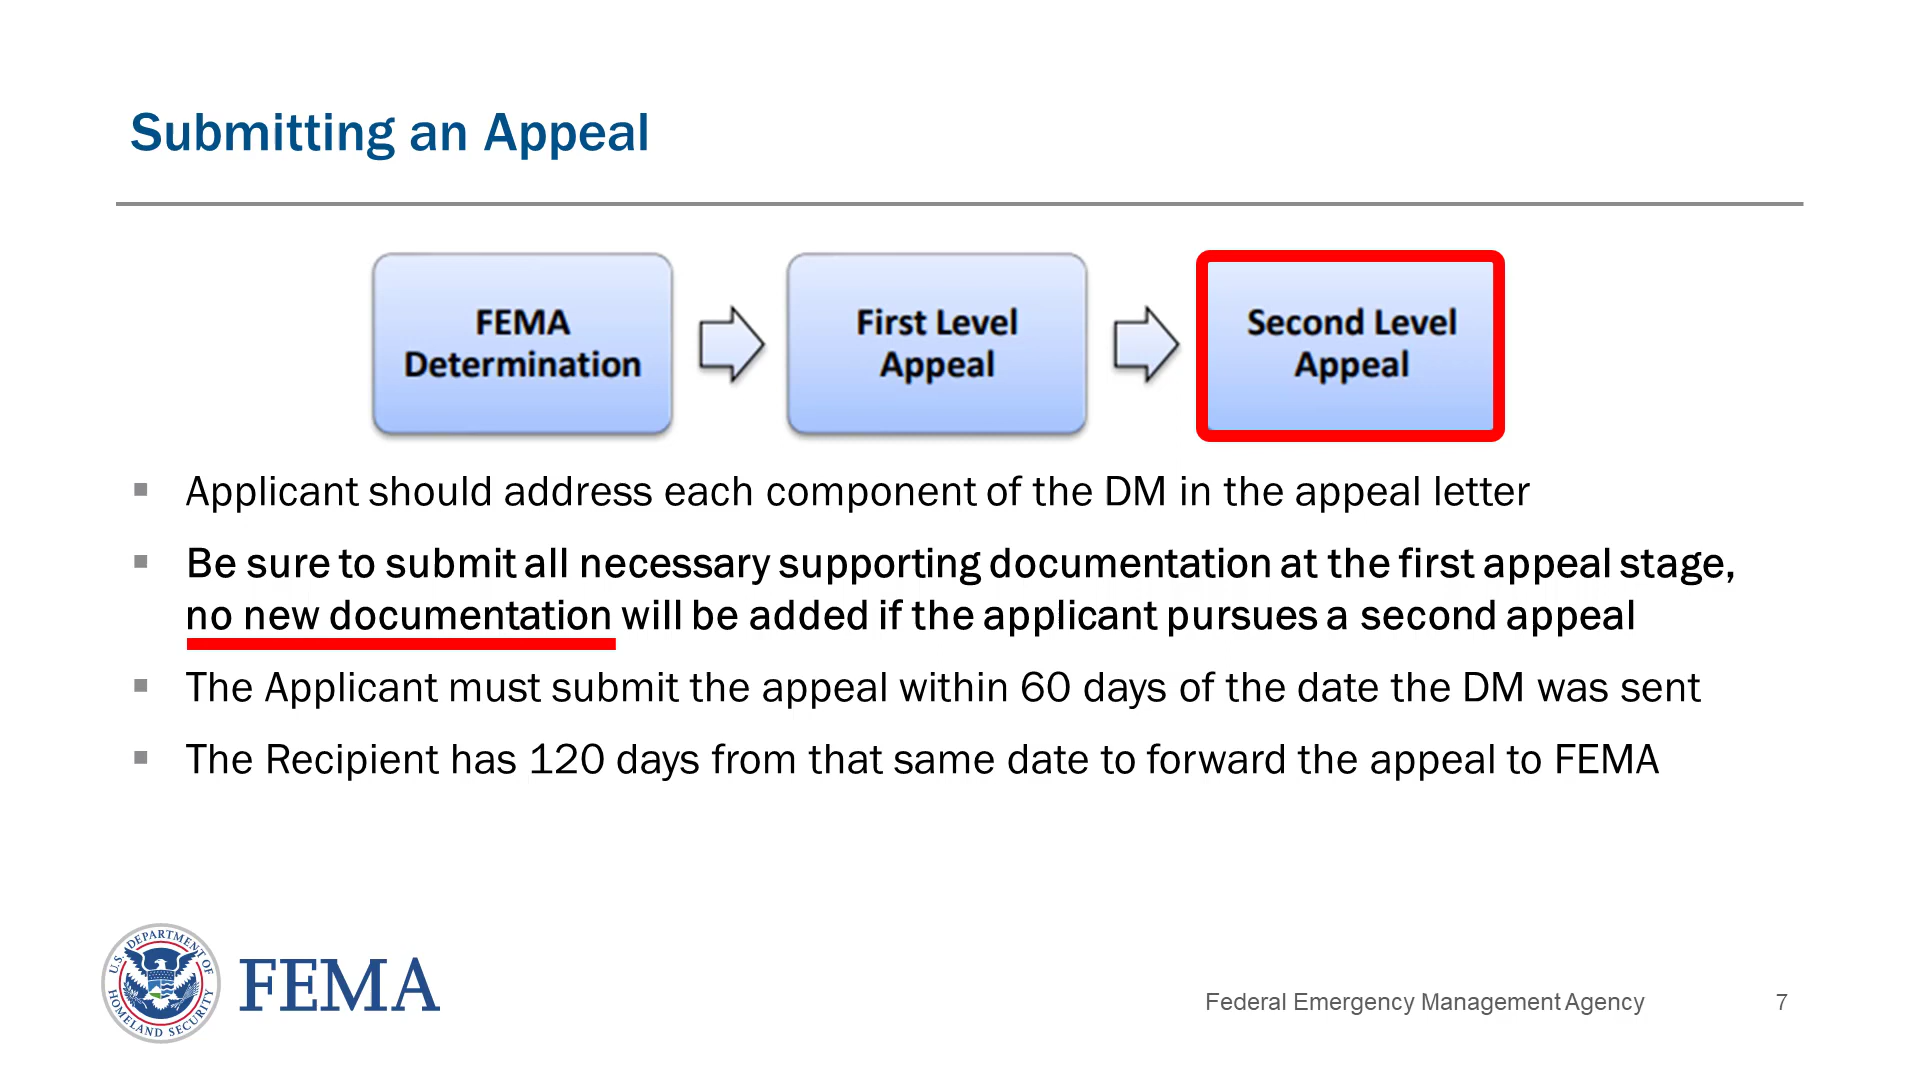 Submitting an Appeal
FEMA
Determination
First Level
Appeal
Second Level
Appeal
▪ Applicant should address each component of the DM in the appeal letter
▪ Be sure to submit all necessary supporting documentation at the first appeal stage,
no new documentation will be added if the applicant pursues a second appeal
▪ The Applicant must submit the appeal within 60 days of the date the DM was sent
▪ The Recipient has 120 days from that same date to forward the appeal to FEMA
U.S. DEPARTMENT OF HOMELAND SECURITY
FEMA
Federal Emergency Management Agency
7